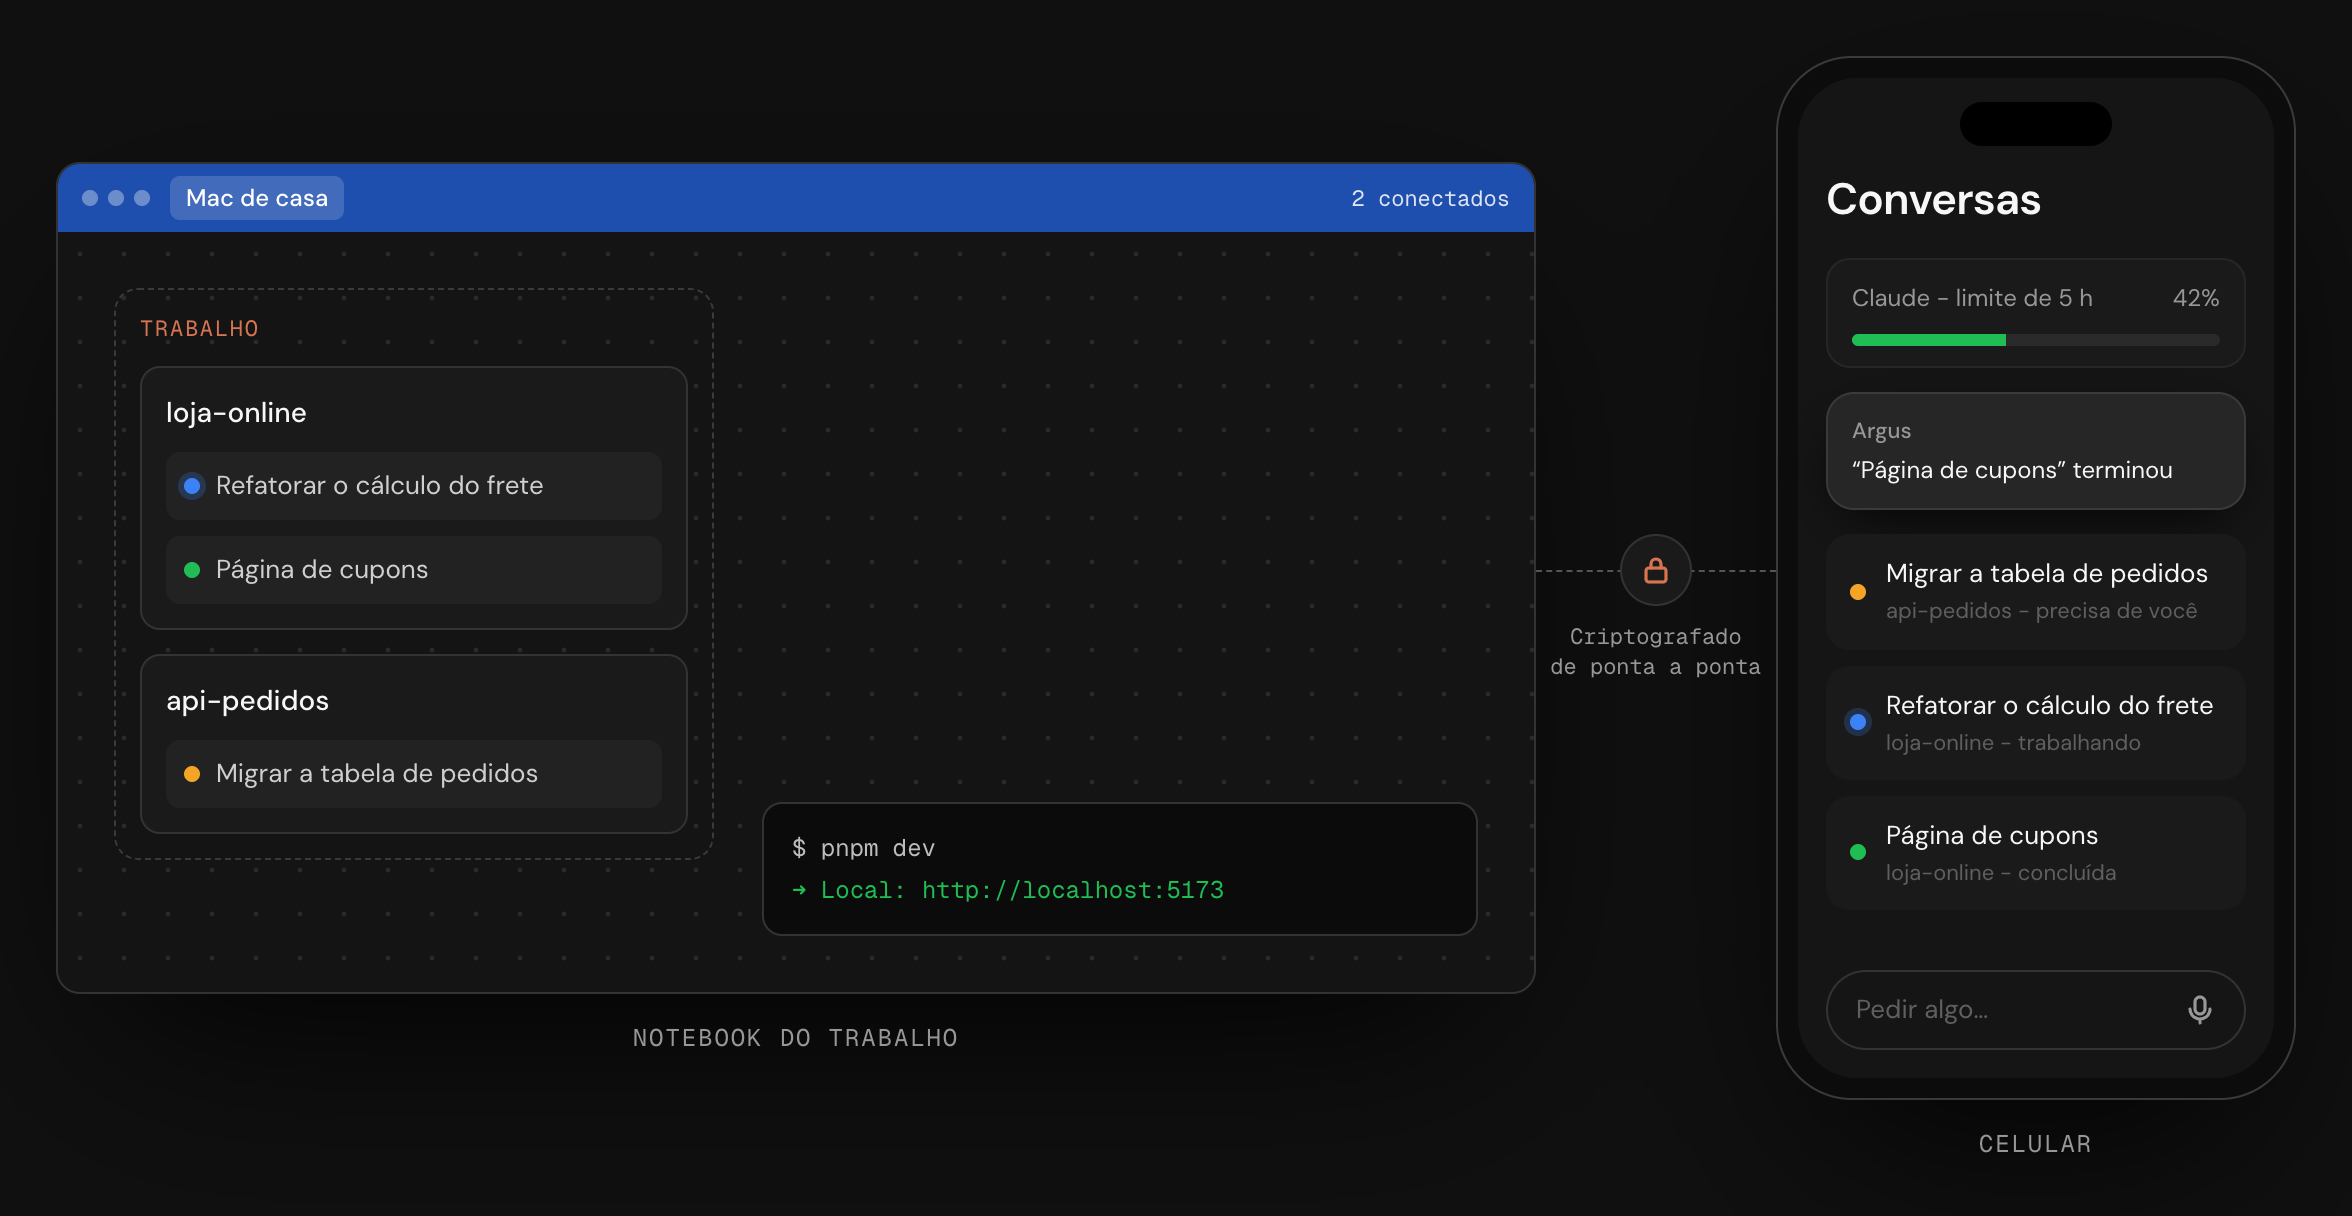 Mac de casa
2 conectados
TRABALHO
loja-online
Refatorar o cálculo do frete
Página de cupons
api-pedidos
Migrar a tabela de pedidos
$ pnpm dev
→ Local: http://localhost:5173
NOTEBOOK DO TRABALHO
Criptografado
de ponta a ponta
Conversas
Claude - limite de 5 h 42%
Argus
“Página de cupons” terminou
Migrar a tabela de pedidos
api-pedidos - precisa de você
Refatorar o cálculo do frete
loja-online - trabalhando
Página de cupons
loja-online - concluída
Pedir algo...
CELULAR